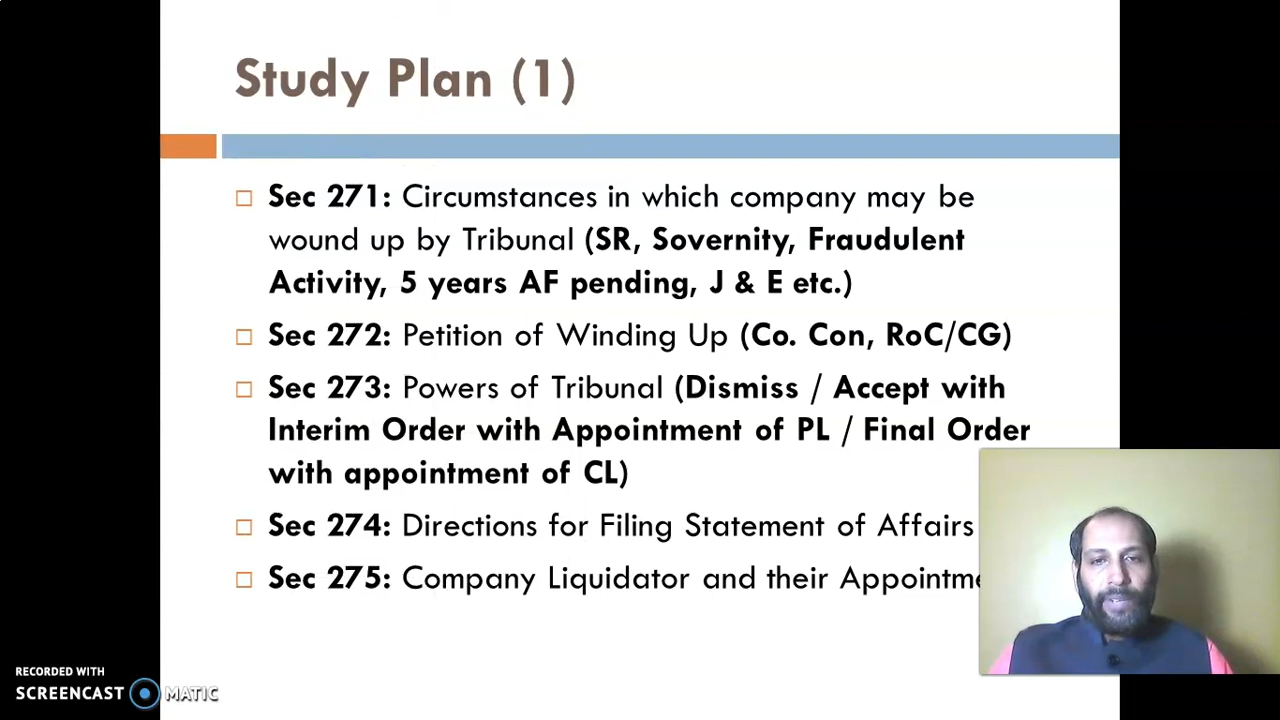 Study Plan (1)
Sec 271: Circumstances in which company may be
wound up by Tribunal (SR, Sovernity, Fraudulent
Activity, 5 years AF pending, J & E etc.)
Sec 272: Petition of Winding Up (Co. Con, RoC/CG)
Sec 273: Powers of Tribunal (Dismiss / Accept with
Interim Order with Appointment of PL / Final Order
with appointment of CL)
Sec 274: Directions for Filing Statement of Affairs
Sec 275: Company Liquidator and their Appointme
RECORDED WITH
SCREENCAST MATIC